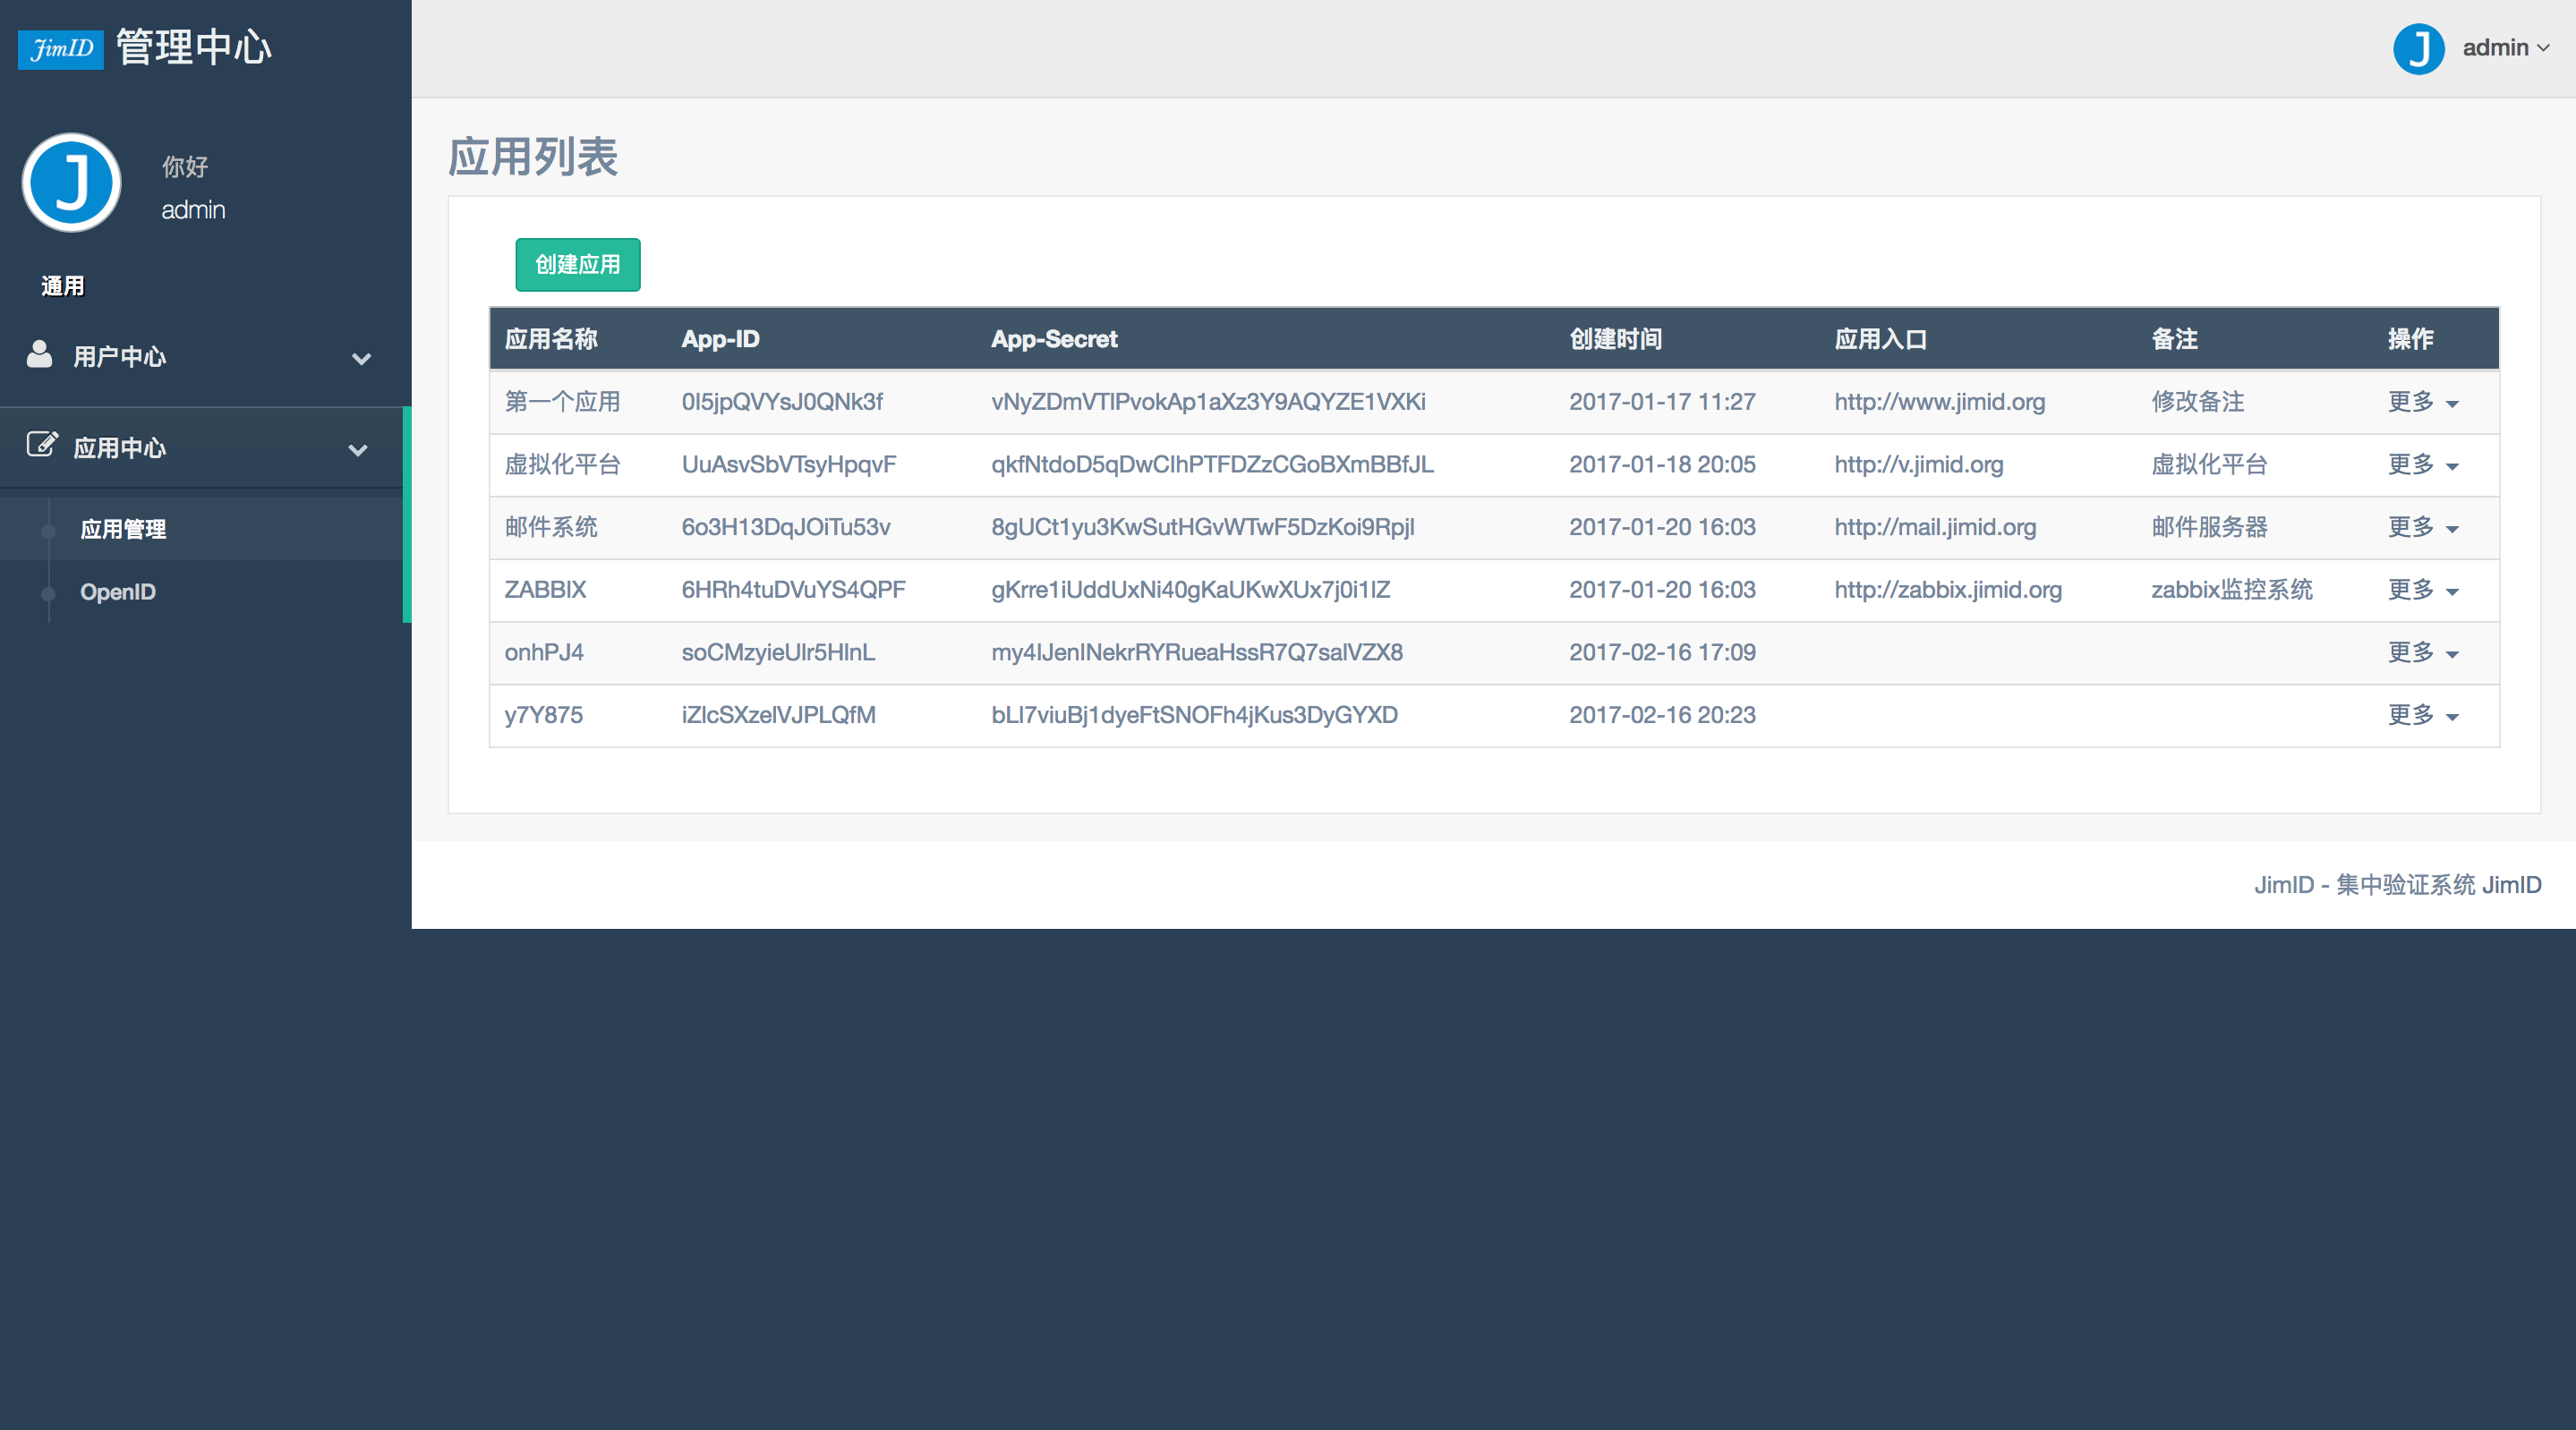 JimID 管理中心
J admin
J
你好
admin
通用
用户中心
应用中心
应用管理
OpenID
应用列表
创建应用
应用名称 App-ID App-Secret 创建时间 应用入口 备注 操作
第一个应用 0I5jpQVYsJ0QNk3f vNyZDmVTlPvokAp1aXz3Y9AQYZE1VXKi 2017-01-17 11:27 http://www.jimid.org 修改备注 更多
虚拟化平台 UuAsvSbVTsyHpqvF qkfNtdoD5qDwClhPTFDZzCGoBXmBBfJL 2017-01-18 20:05 http://v.jimid.org 虚拟化平台 更多
邮件系统 6o3H13DqJOiTu53v 8gUCt1yu3KwSutHGvWTwF5DzKoi9Rpjl 2017-01-20 16:03 http://mail.jimid.org 邮件服务器 更多
ZABBIX 6HRh4tuDVuYS4QPF gKrre1iUddUxNi40gKaUKwXUx7j0i1lZ 2017-01-20 16:03 http://zabbix.jimid.org zabbix监控系统 更多
onhPJ4 soCMzyieUlr5HlnL my4IJenINekrRYRueaHssR7Q7salVZX8 2017-02-16 17:09 更多
y7Y875 iZlcSXzelVJPLQfM bLI7viuBj1dyeFtSNOFh4jKus3DyGYXD 2017-02-16 20:23 更多
JimID - 集中验证系统 JimID